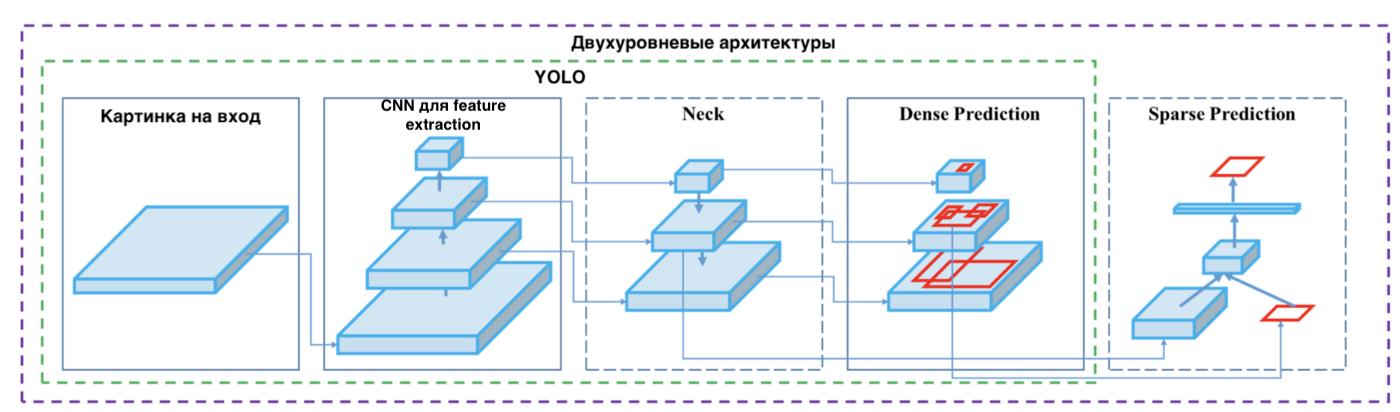 Двухуровневые архитектуры
YOLO
Картинка на вход
CNN для feature
extraction
Neck
Dense Prediction
Sparse Prediction